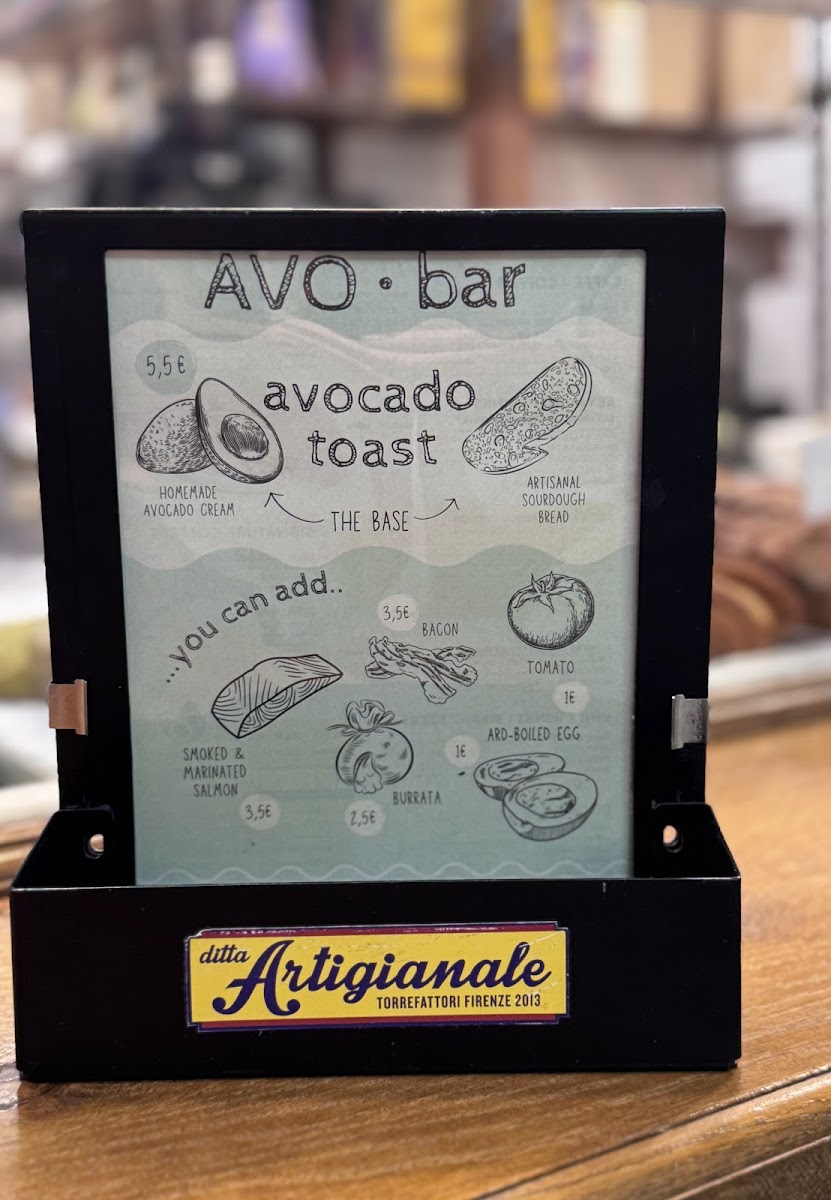 AVO • bar
5,5 €
avocado
toast
HOMEMADE
AVOCADO CREAM
THE BASE
ARTISANAL
SOURDOUGH
BREAD
...you can add..
3,5€
BACON
TOMATO
1€
SMOKED &
MARINATED
SALMON
3,5€
BURRATA
2,5€
ARD-BOILED EGG
1€
ditta
Artigianale
TORREFATTORI FIRENZE 2013